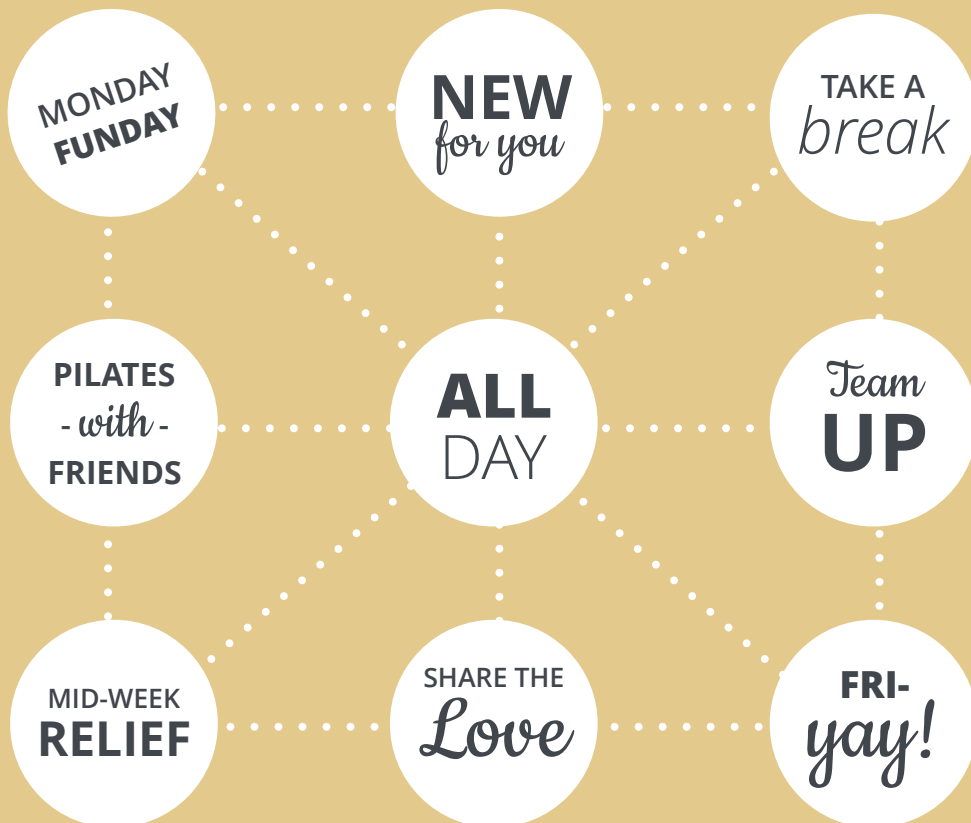 MONDAY
FUNDAY
NEW
for you
TAKE A
break
PILATES
- with -
FRIENDS
ALL
DAY
Team
UP
MID-WEEK
RELIEF
SHARE THE
Love
FRI-
yay!